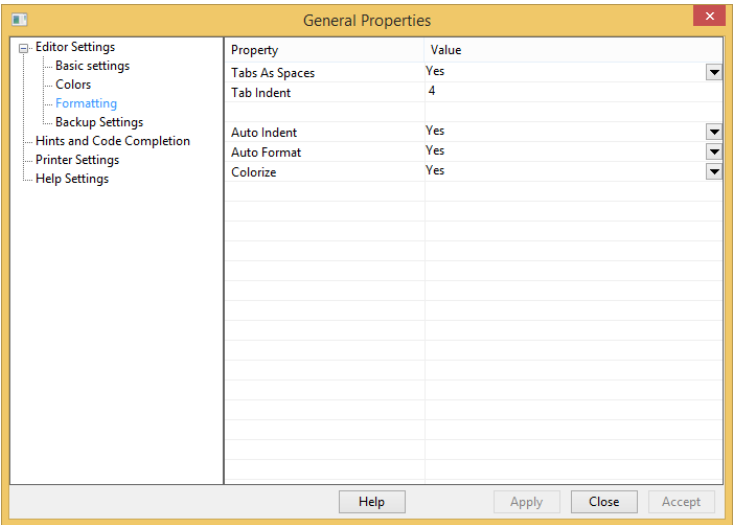 General Properties
Editor Settings
Basic settings
Colors
Formatting
Backup Settings
Hints and Code Completion
Printer Settings
Help Settings
Property Value
Tabs As Spaces Yes
Tab Indent 4
Auto Indent Yes
Auto Format Yes
Colorize Yes
Help Apply Close Accept